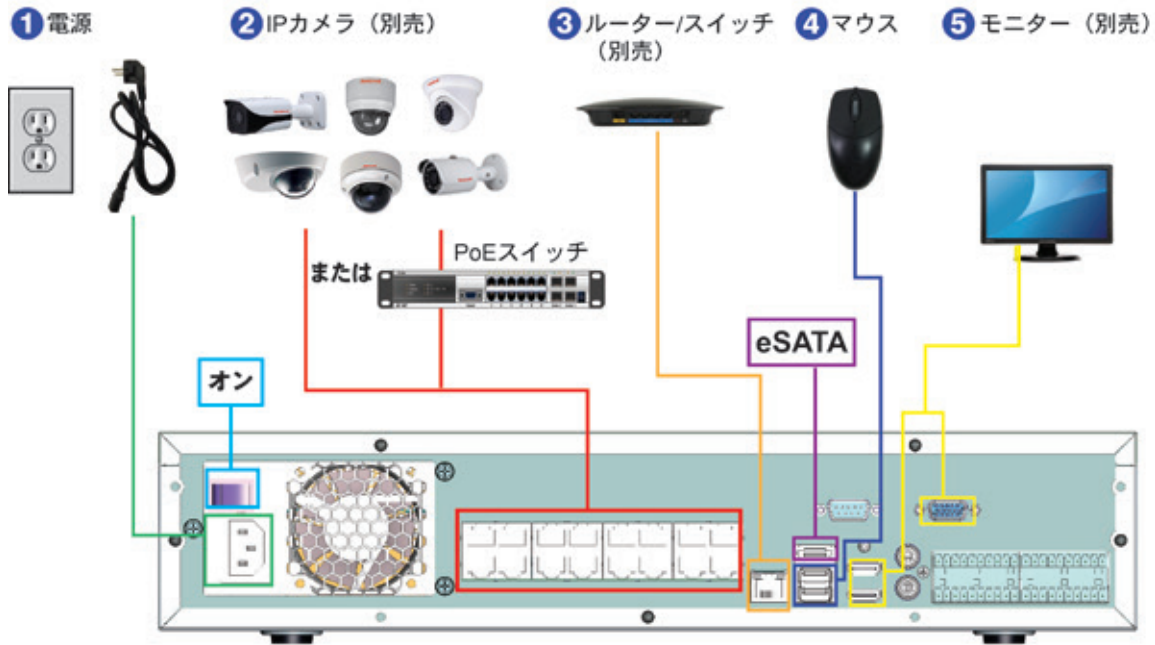 1 電源
2 IPカメラ（別売）
3 ルーター/スイッチ
（別売）
4 マウス
5 モニター（別売）
または
PoEスイッチ
eSATA
オン